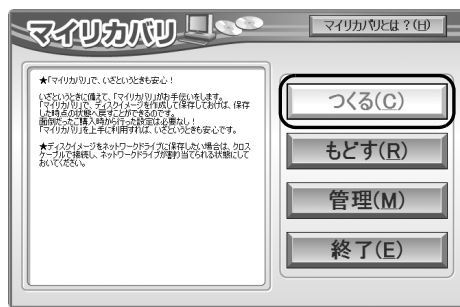 マイリカバリ
マイリカバリとは？(H)
★「マイリカバリ」で、いざというときも安心！
いざというときに備えて、「マイリカバリ」がお手伝いをします。
「マイリカバリ」で、ディスクイメージを作成して保存しておけば、保存
した時点の状態へ戻すことができるのです。
面倒だったご購入時から行った設定は必要なし！
「マイリカバリ」を上手に利用すれば、いざというときも安心です。
★ディスクイメージをネットワークドライブに保存したい場合は、クロス
ケーブルで接続し、ネットワークドライブが割り当てられる状態にして
おいてください。
つくる(C)
もどす(R)
管理(M)
終了(E)